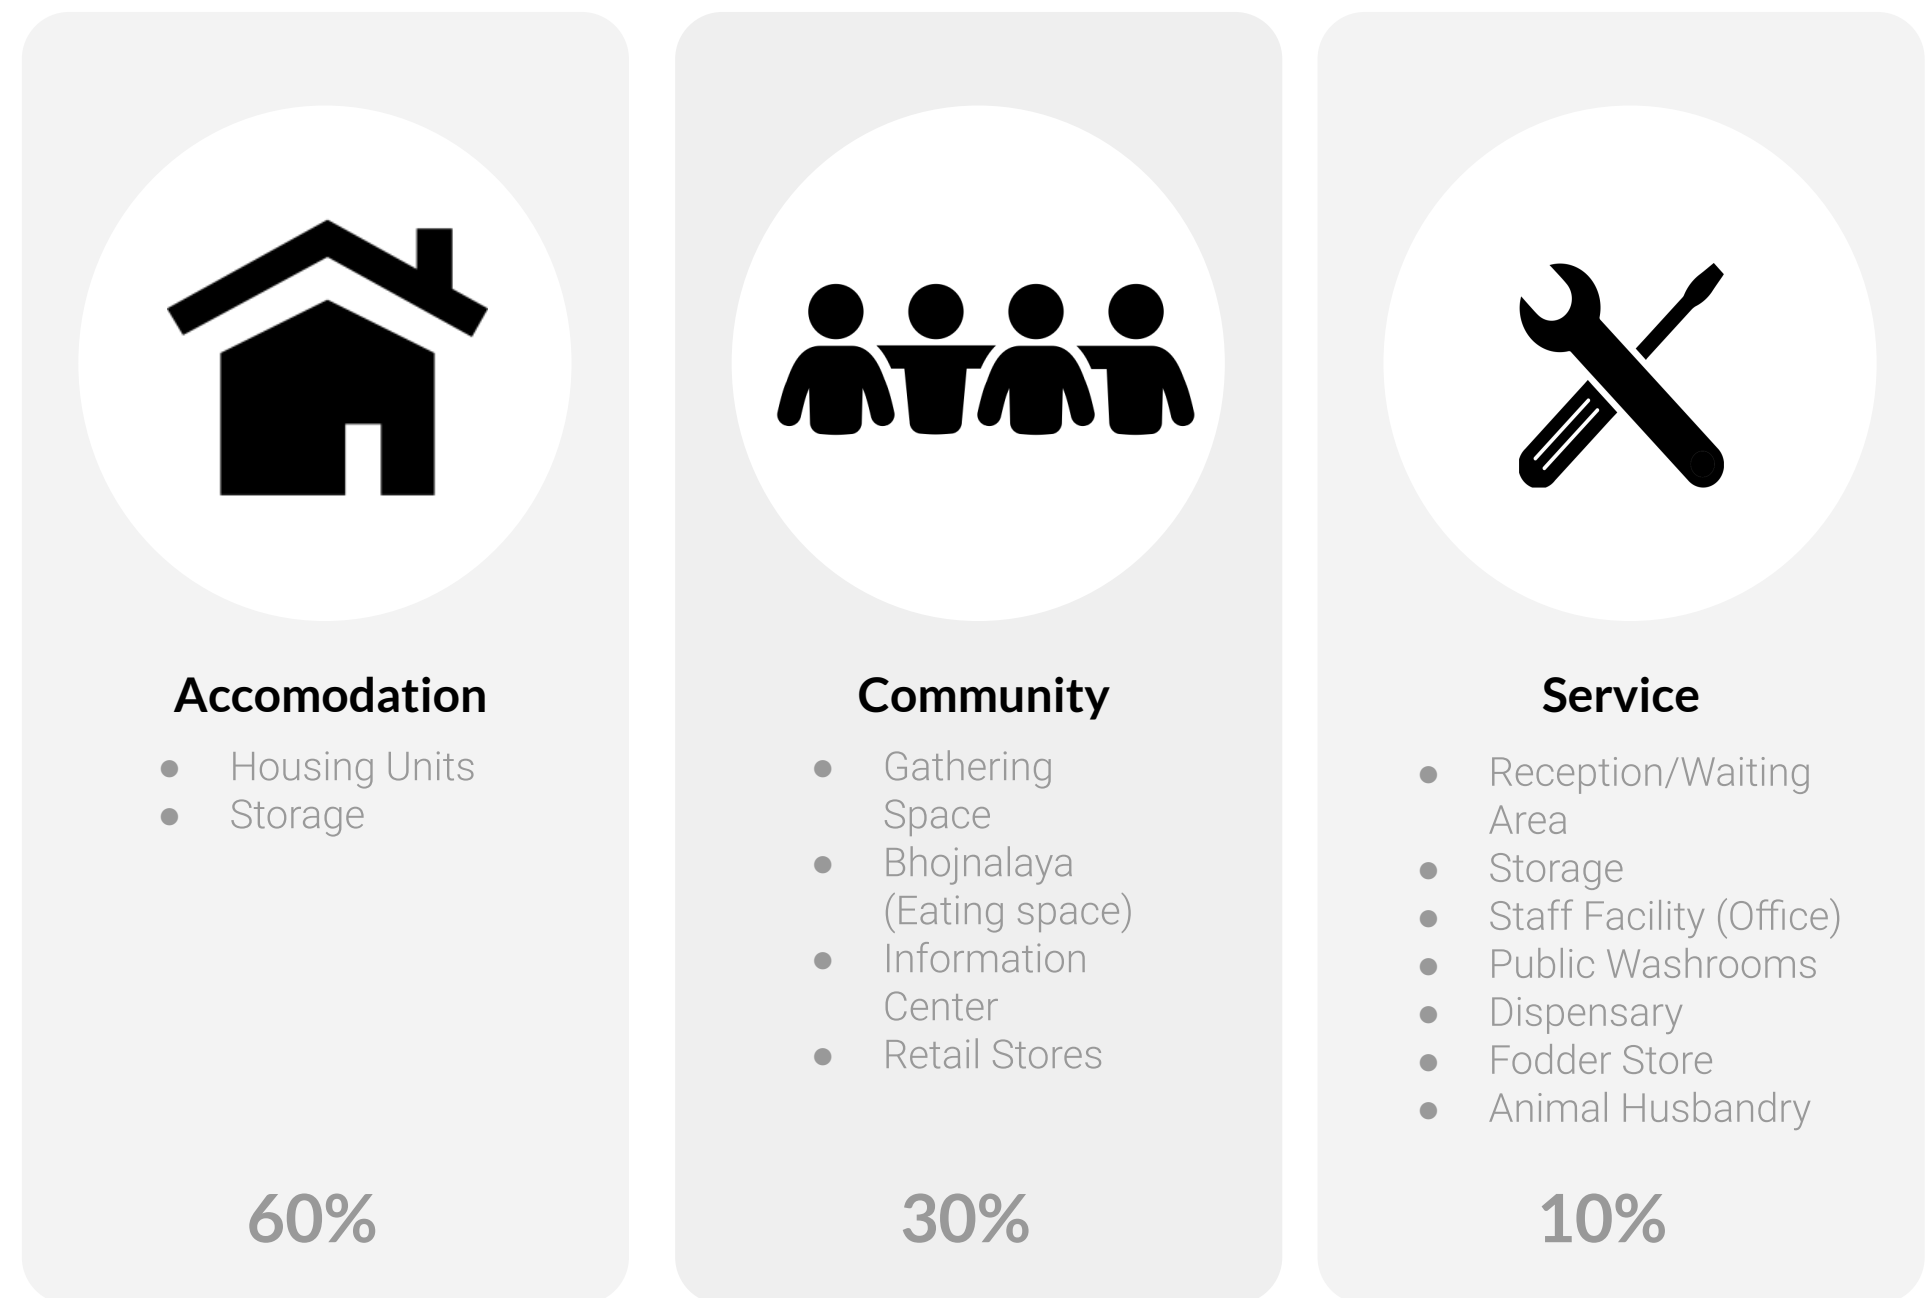 Accomodation
● Housing Units
● Storage
60%
Community
● Gathering
Space
● Bhojnalaya
(Eating space)
● Information
Center
● Retail Stores
30%
Service
● Reception/Waiting
Area
● Storage
● Staff Facility (Office)
● Public Washrooms
● Dispensary
● Fodder Store
● Animal Husbandry
10%